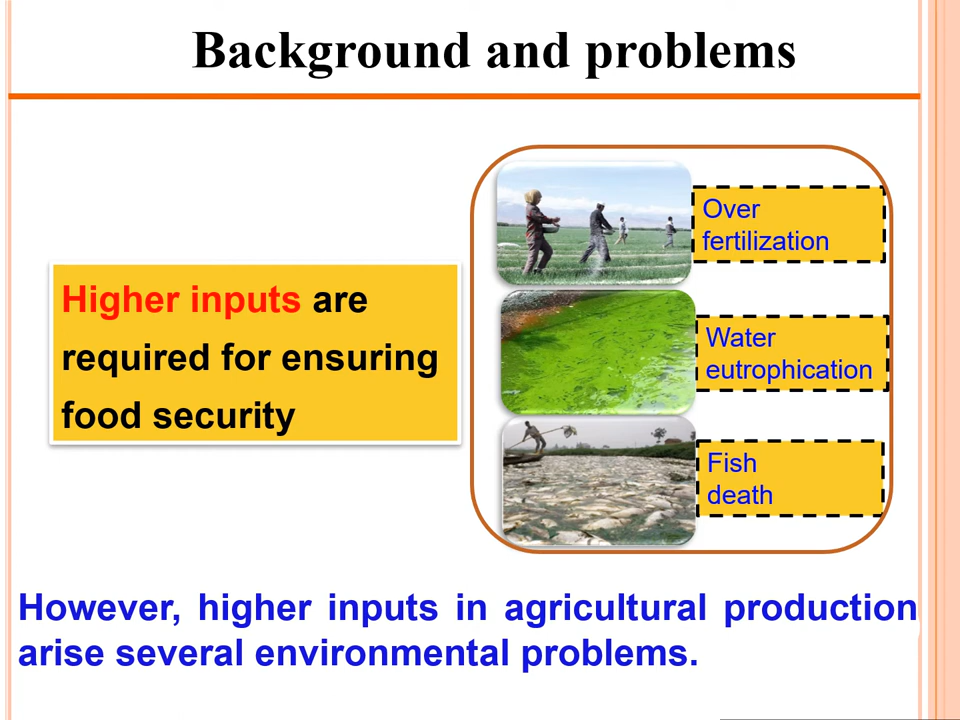 Background and problems
Higher inputs are
required for ensuring
food security
Over
fertilization
Water
eutrophication
Fish
death
However, higher inputs in agricultural production
arise several environmental problems.